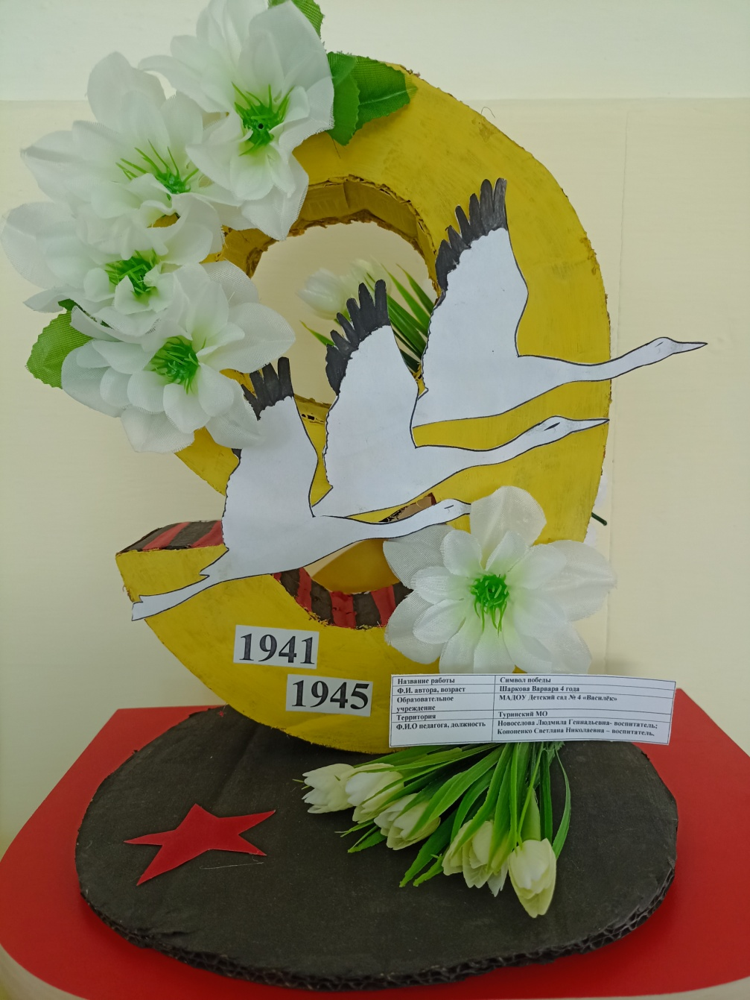 1941
1945
Название работы Символ победы
Ф.И. автора, возраст Шаркова Варвара 4 года
Образовательное учреждение МАДОУ Детский сад № 4 «Василёк»
Территория Туринский МО
Ф.И.О педагога, должность Новоселова Людмила Геннадьевна- воспитатель;
Кононенко Светлана Николаевна – воспитатель.